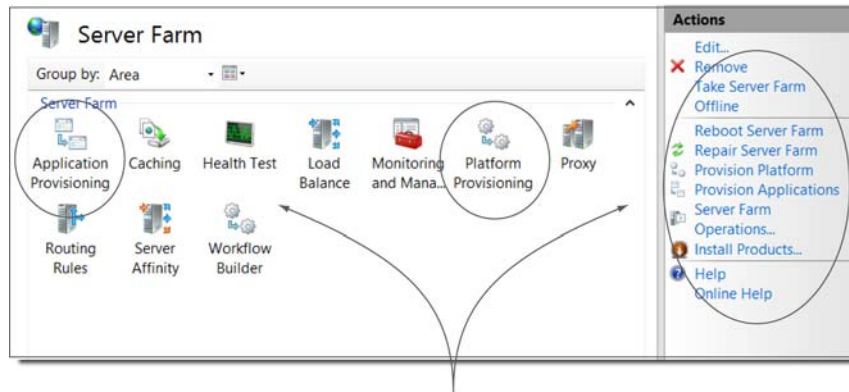 Server Farm
Group by: Area
Server Farm
Application
Provisioning
Caching
Health Test
Load
Balance
Monitoring
and Mana...
Platform
Provisioning
Proxy
Routing
Rules
Server
Affinity
Workflow
Builder
Actions
Edit...
Remove
Take Server Farm
Offline
Reboot Server Farm
Repair Server Farm
Provision Platform
Provision Applications
Server Farm
Operations...
Install Products...
Help
Online Help